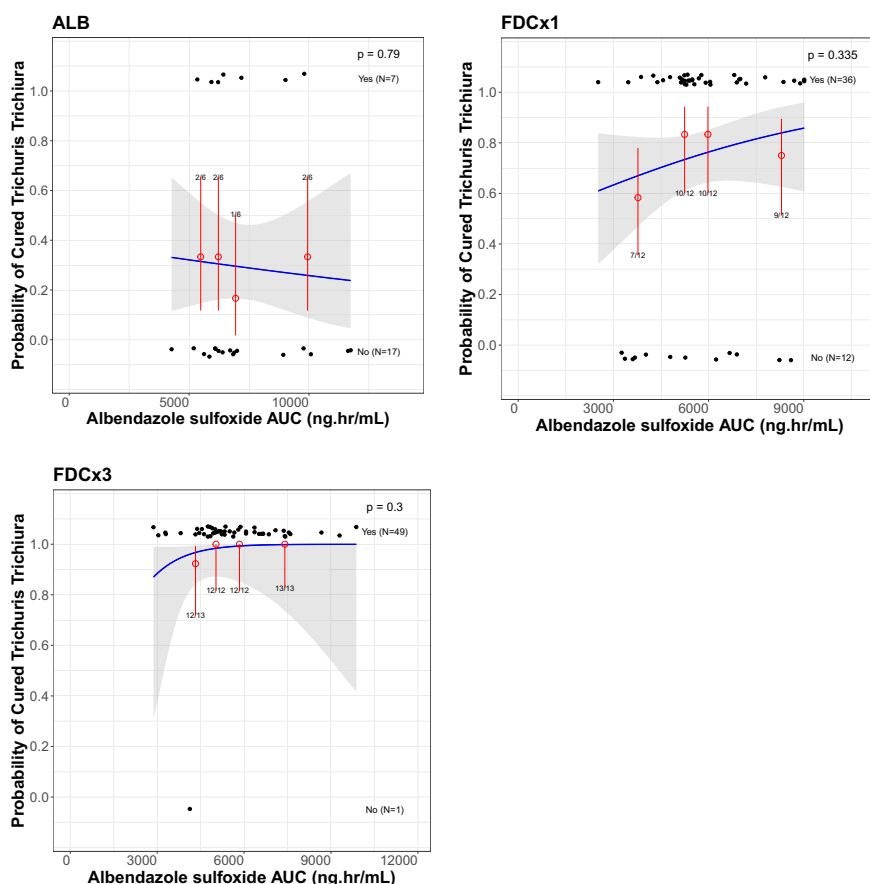 ALB
p = 0.79
Yes (N=7)
1.0
0.8
0.6
0.4
0.2
0.0
2/6
2/6
1/6
2/6
No (N=17)
0
5000
10000
Probability of Cured Trichuris Trichiura
Albendazole sulfoxide AUC (ng.hr/mL)
FDCx1
p = 0.335
Yes (N=36)
1.0
0.8
0.6
0.4
0.2
0.0
7/12
10/12
10/12
9/12
No (N=12)
0
3000
6000
9000
Probability of Cured Trichuris Trichiura
Albendazole sulfoxide AUC (ng.hr/mL)
FDCx3
p = 0.3
Yes (N=49)
1.0
0.8
0.6
0.4
0.2
0.0
12/13
12/12
12/12
13/13
No (N=1)
0
3000
6000
9000
12000
Probability of Cured Trichuris Trichiura
Albendazole sulfoxide AUC (ng.hr/mL)